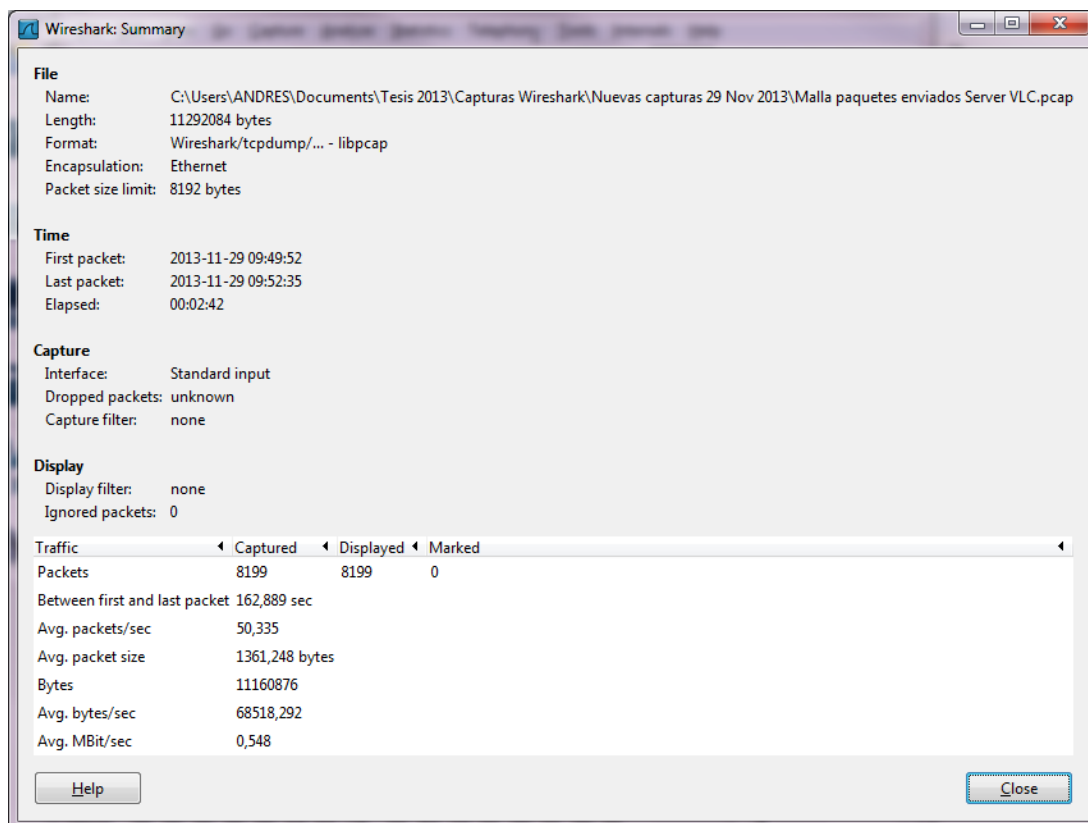 Wireshark: Summary
File
Name: C:\Users\ANDRES\Documents\Tesis 2013\Capturas Wireshark\Nuevas capturas 29 Nov 2013\Malla paquetes enviados Server VLC.pcap
Length: 11292084 bytes
Format: Wireshark/tcpdump/... - libpcap
Encapsulation: Ethernet
Packet size limit: 8192 bytes
Time
First packet: 2013-11-29 09:49:52
Last packet: 2013-11-29 09:52:35
Elapsed: 00:02:42
Capture
Interface: Standard input
Dropped packets: unknown
Capture filter: none
Display
Display filter: none
Ignored packets: 0
Traffic Captured Displayed Marked
Packets 8199 8199 0
Between first and last packet 162,889 sec
Avg. packets/sec 50,335
Avg. packet size 1361,248 bytes
Bytes 11160876
Avg. bytes/sec 68518,292
Avg. MBit/sec 0,548
Help Close